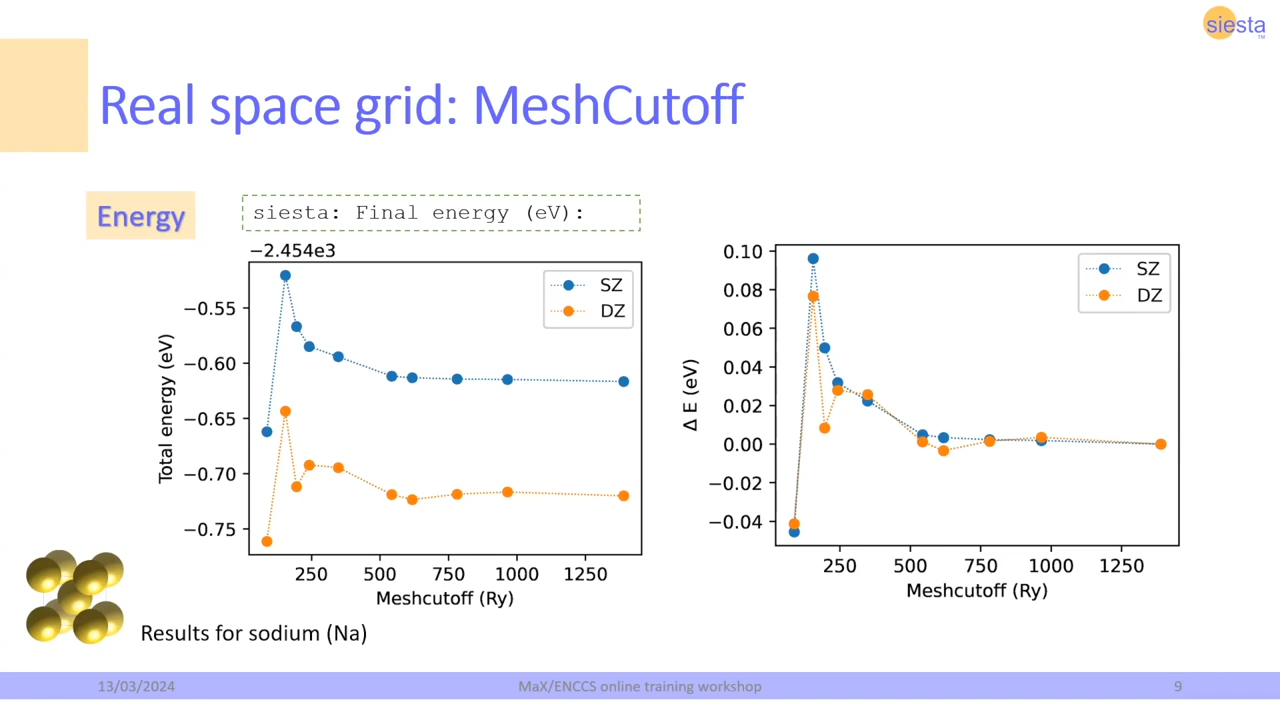 siesta
TM
Real space grid: MeshCutoff
Energy
siesta: Final energy (eV):
−2.454e3
SZ
DZ
−0.55
−0.60
−0.65
−0.70
−0.75
Total energy (eV)
250 500 750 1000 1250
Meshcutoff (Ry)
SZ
DZ
0.10
0.08
0.06
0.04
0.02
0.00
−0.02
−0.04
Δ E (eV)
250 500 750 1000 1250
Meshcutoff (Ry)
Results for sodium (Na)
13/03/2024 MaX/ENCCS online training workshop 9